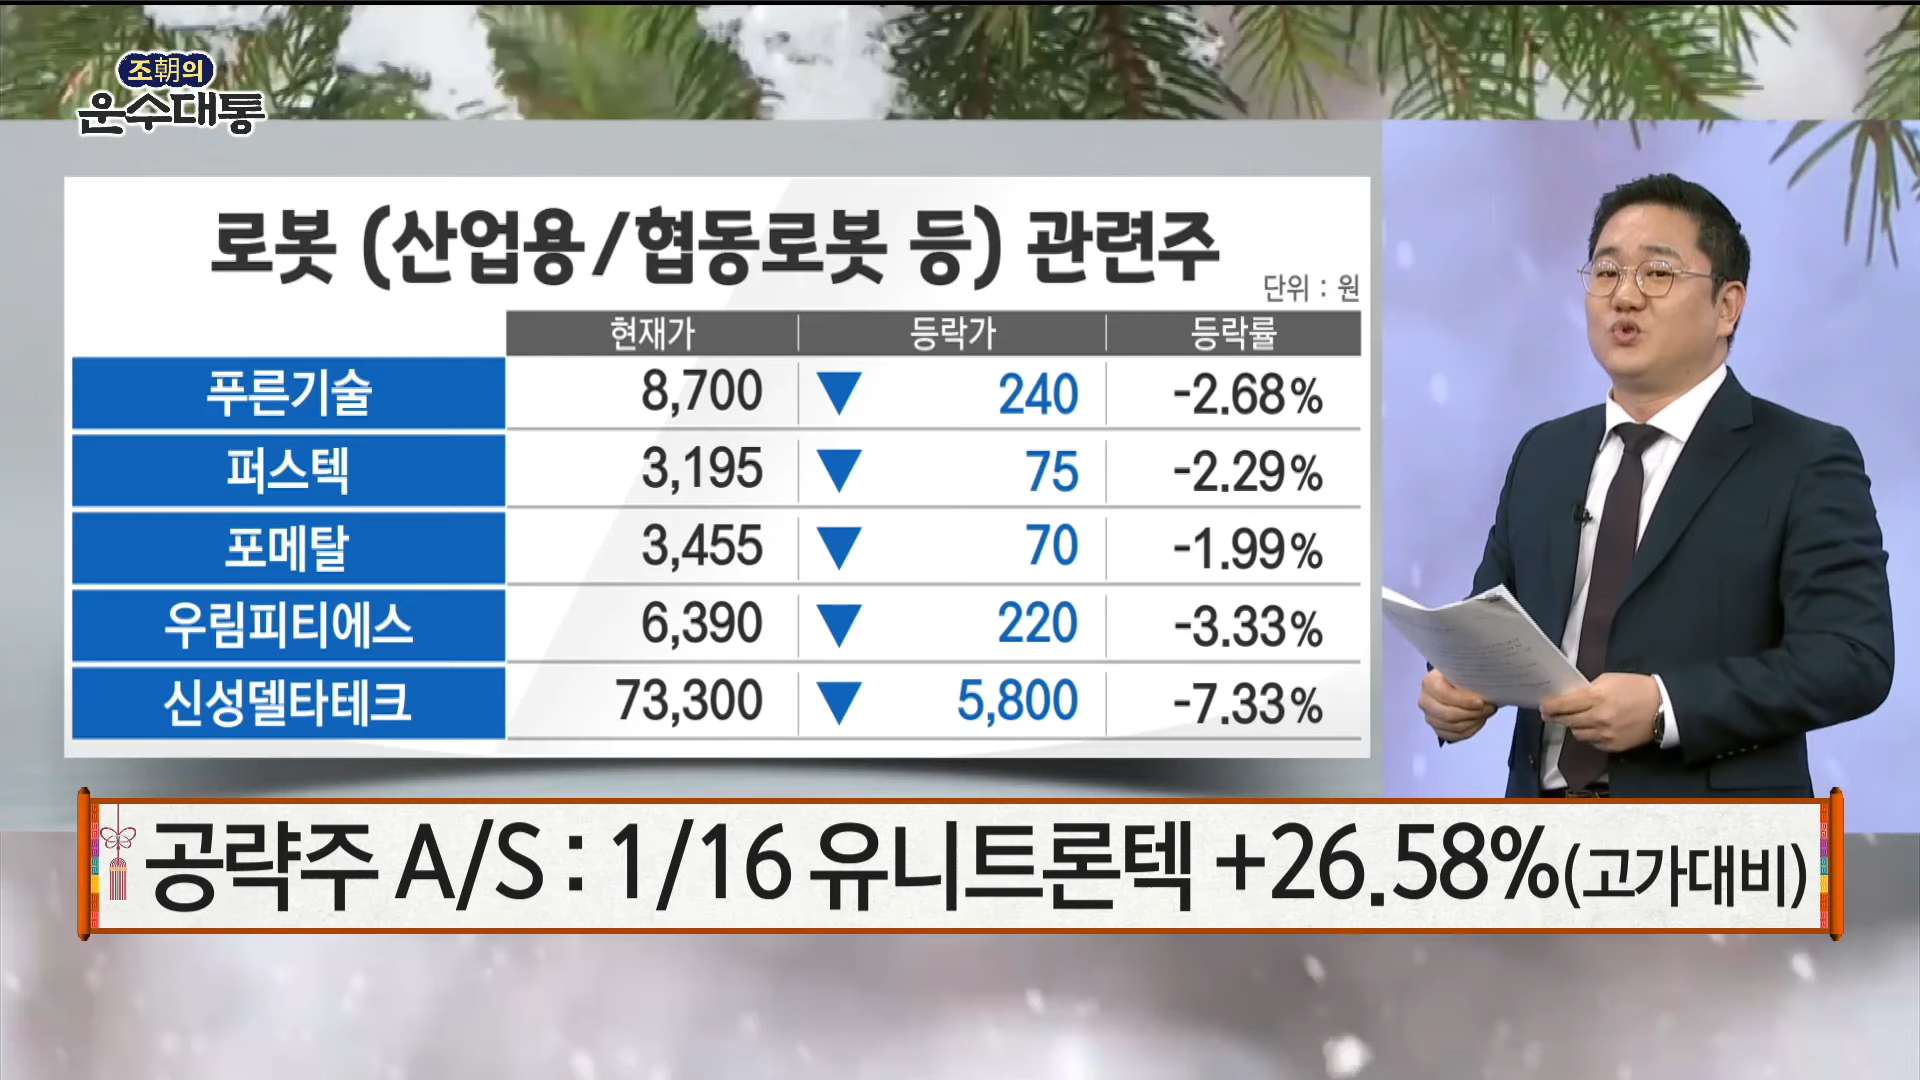 조朝의
운수대통
로봇 (산업용/협동로봇 등) 관련주
단위 : 원
현재가 등락가 등락률
푸른기술 8,700 ▼ 240 -2.68%
퍼스텍 3,195 ▼ 75 -2.29%
포메탈 3,455 ▼ 70 -1.99%
우림피티에스 6,390 ▼ 220 -3.33%
신성델타테크 73,300 ▼ 5,800 -7.33%
공략주 A/S : 1/16 유니트론텍 +26.58%(고가대비)